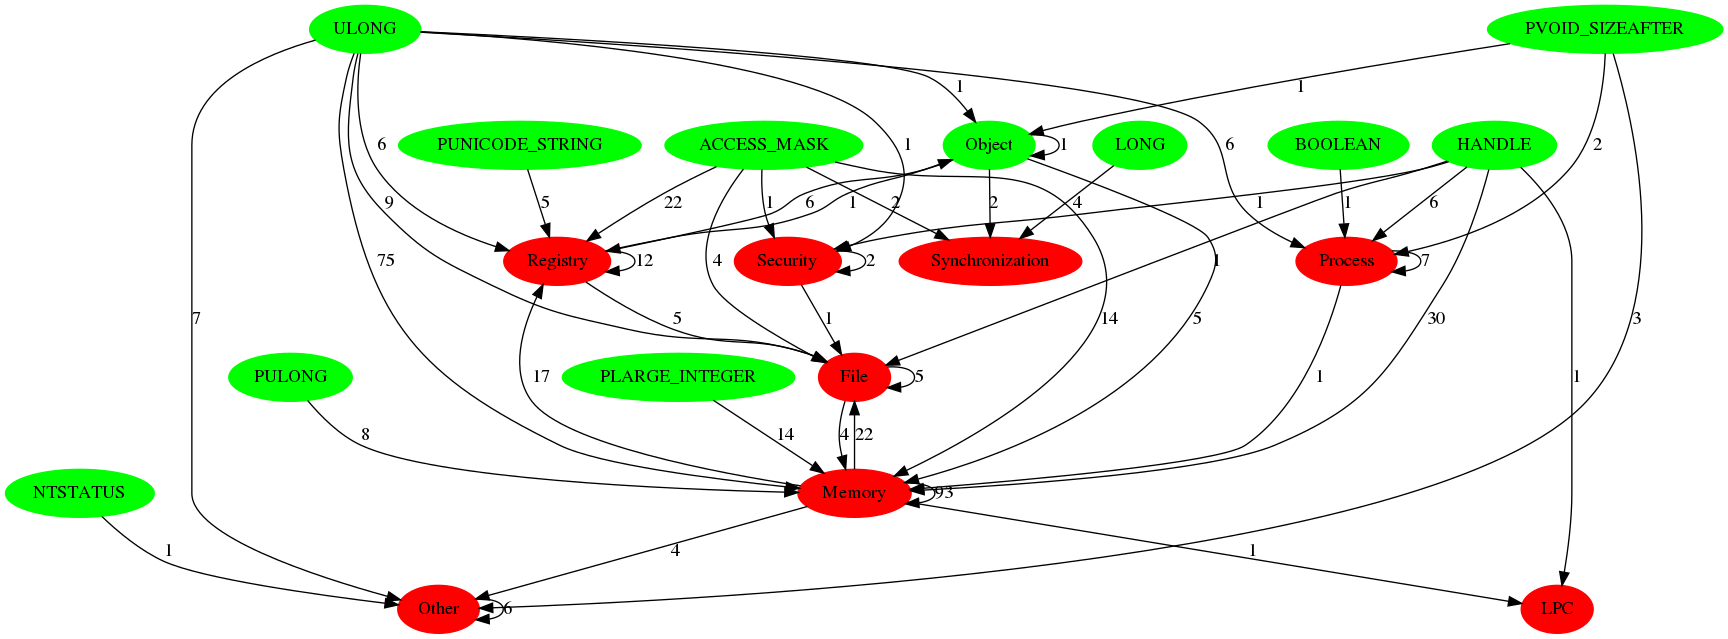 ULONG
PVOID_SIZEAFTER
1
1
PUNICODE_STRING
ACCESS_MASK
Object
1
LONG
BOOLEAN
HANDLE
6
1
6
2
9
5
22
1
6
1
2
2
4
1
1
6
Registry
12
Security
2
Synchronization
Process
7
75
4
1
7
5
1
14
5
30
3
PULONG
17
PLARGE_INTEGER
File
5
1
1
8
14
4
22
NTSTATUS
Memory
93
1
4
1
Other
6
LPC